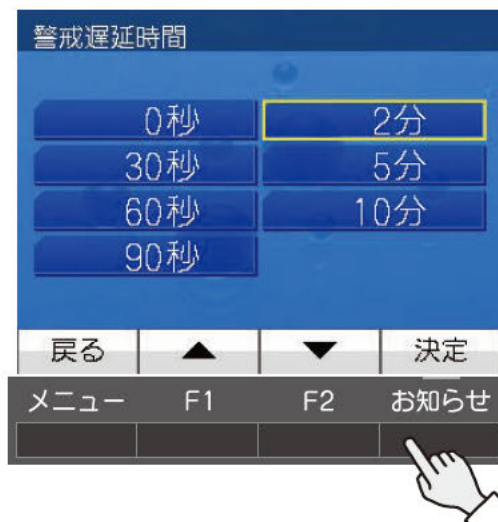 警戒遅延時間
0秒 2分
30秒 5分
60秒 10分
90秒
戻る ▲ ▼ 決定
メニュー F1 F2 お知らせ